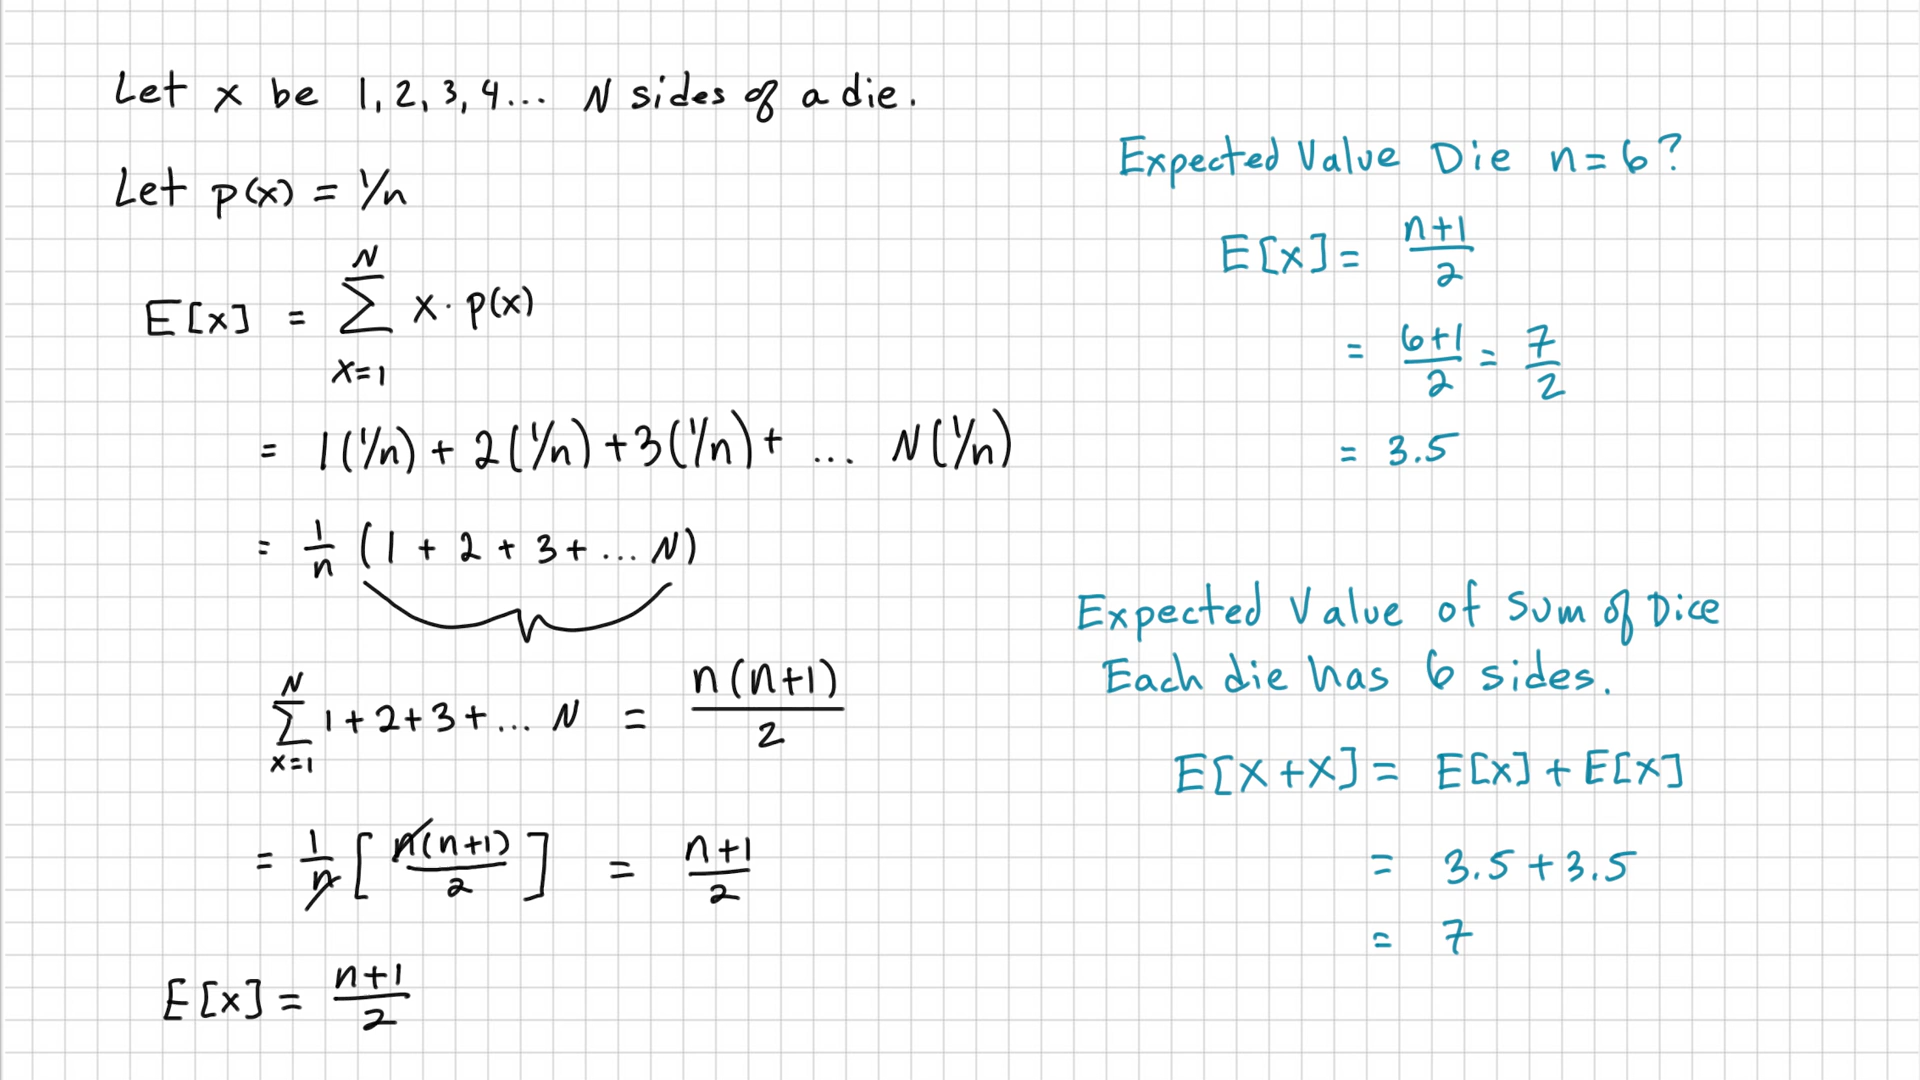 Let x be 1, 2, 3, 4... N sides of a die.
Let p(x) = 1/n
E[x] = N∑x=1 x · p(x)
= 1(1/n) + 2(1/n) + 3(1/n) + ... N(1/n)
= 1/n (1 + 2 + 3 + ... N)
N∑x=1 1 + 2 + 3 + ... N = n(n+1)/2
= 1/n [n(n+1)/2] = n+1/2
E[x] = n+1/2
Expected Value Die n = 6?
E[x] = n+1/2
= 6+1/2 = 7/2
= 3.5
Expected Value of Sum of Dice
Each die has 6 sides.
E[x + x] = E[x] + E[x]
= 3.5 + 3.5
= 7